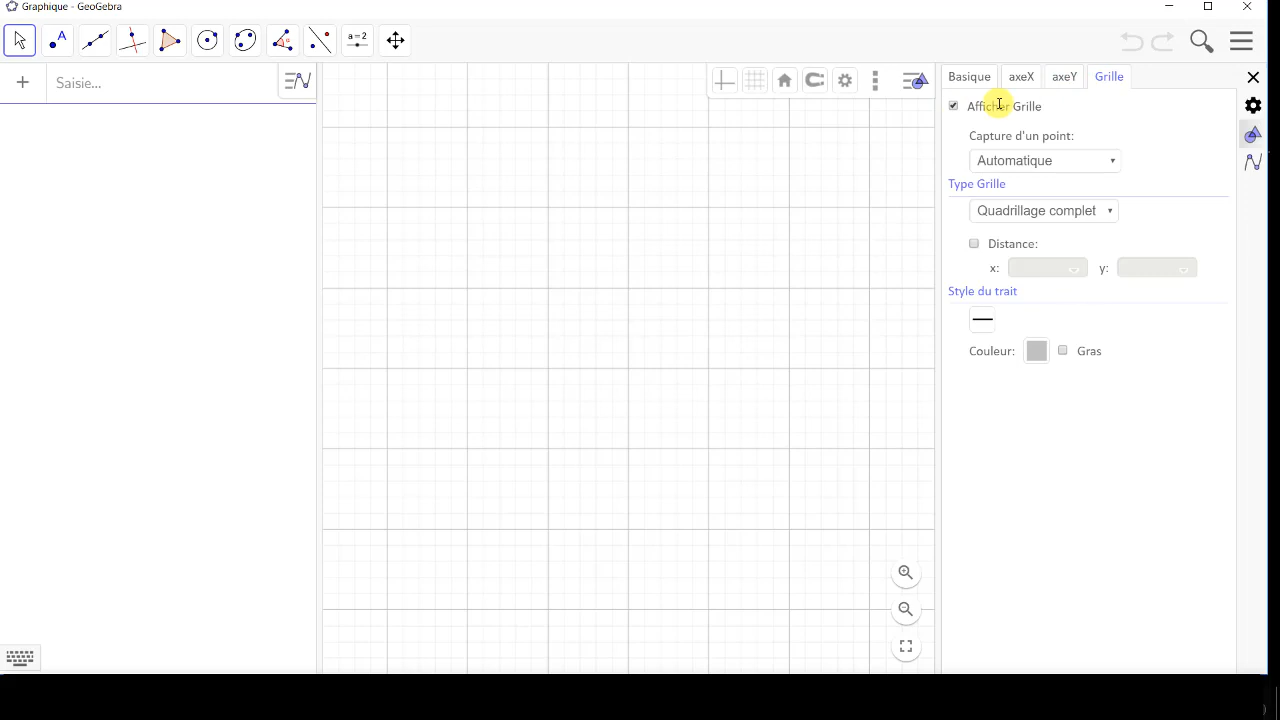 Graphique - GeoGebra
A
a=2
Saisie...
Basique
axeX
axeY
Grille
Afficher Grille
Capture d'un point:
Automatique
Type Grille
Quadrillage complet
Distance:
x:
y:
Style du trait
Couleur:
Gras